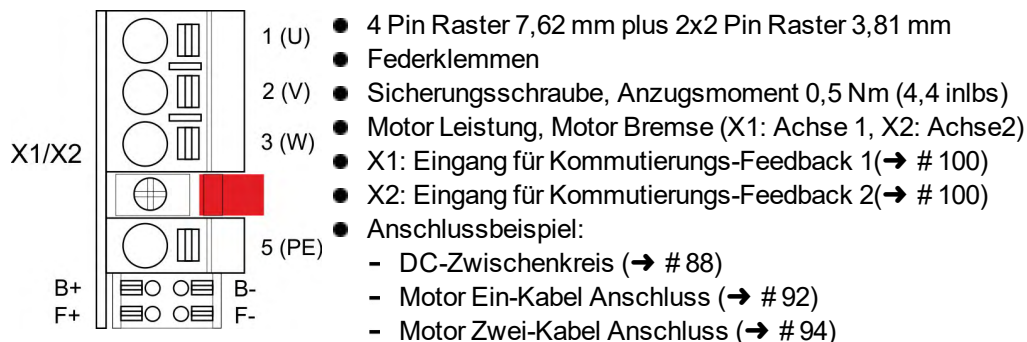 X1/X2
1 (U)
2 (V)
3 (W)
5 (PE)
B+
B-
F+
F-
● 4 Pin Raster 7,62 mm plus 2x2 Pin Raster 3,81 mm
● Federklemmen
● Sicherungsschraube, Anzugsmoment 0,5 Nm (4,4 inlbs)
● Motor Leistung, Motor Bremse (X1: Achse 1, X2: Achse2)
● X1: Eingang für Kommutierungs-Feedback 1(➜ # 100)
● X2: Eingang für Kommutierungs-Feedback 2(➜ # 100)
● Anschlussbeispiel:
- DC-Zwischenkreis (➜ # 88)
- Motor Ein-Kabel Anschluss (➜ # 92)
- Motor Zwei-Kabel Anschluss (➜ # 94)